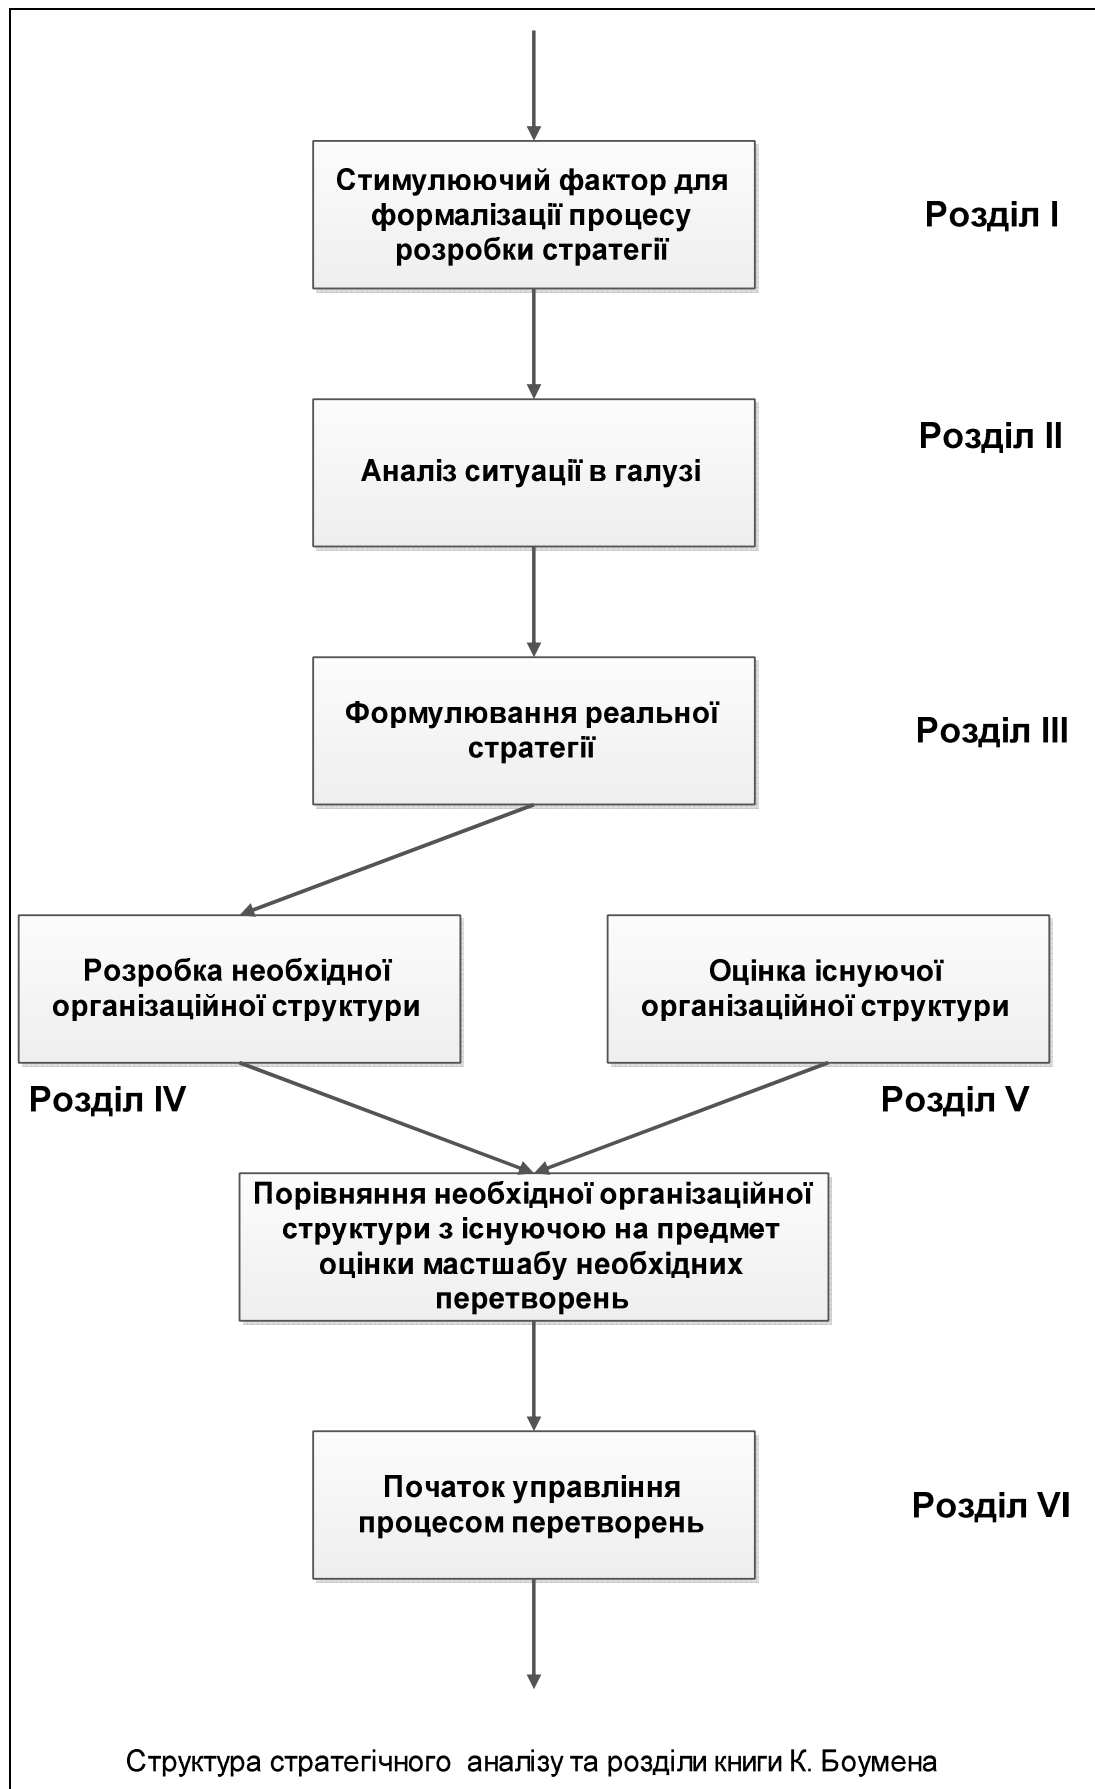 Стимулюючий фактор для
формалізації процесу
розробки стратегії
Розділ I
Аналіз ситуації в галузі
Розділ II
Формулювання реальної
стратегії
Розділ III
Розробка необхідної
організаційної структури
Оцінка існуючої
організаційної структури
Розділ IV
Розділ V
Порівняння необхідної організаційної
структури з існуючою на предмет
оцінки мастшабу необхідних
перетворень
Початок управління
процесом перетворень
Розділ VI
Структура стратегічного аналізу та розділи книги К. Боумена